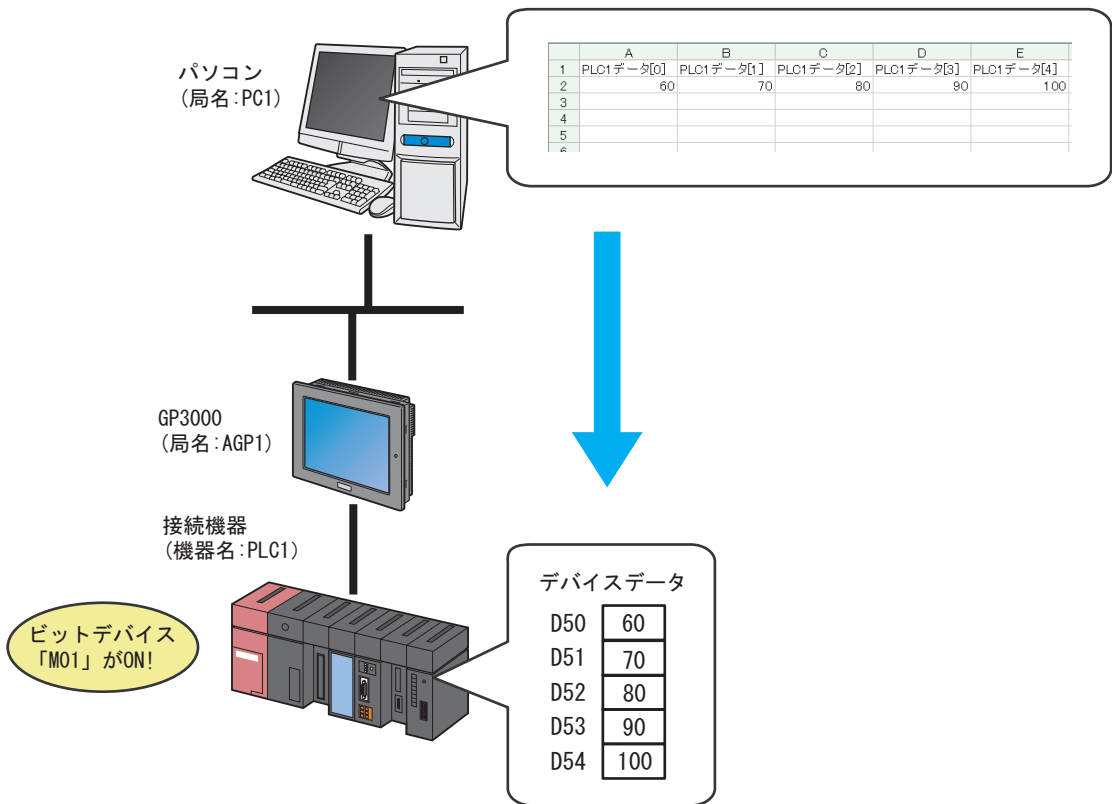 パソコン
(局名:PC1)
A B C D E
1 PLC1データ[0] PLC1データ[1] PLC1データ[2] PLC1データ[3] PLC1データ[4]
2 60 70 80 90 100
3
4
5
6
GP3000
(局名:AGP1)
接続機器
(機器名:PLC1)
ビットデバイス
「M01」がON!
デバイスデータ
D50 60
D51 70
D52 80
D53 90
D54 100